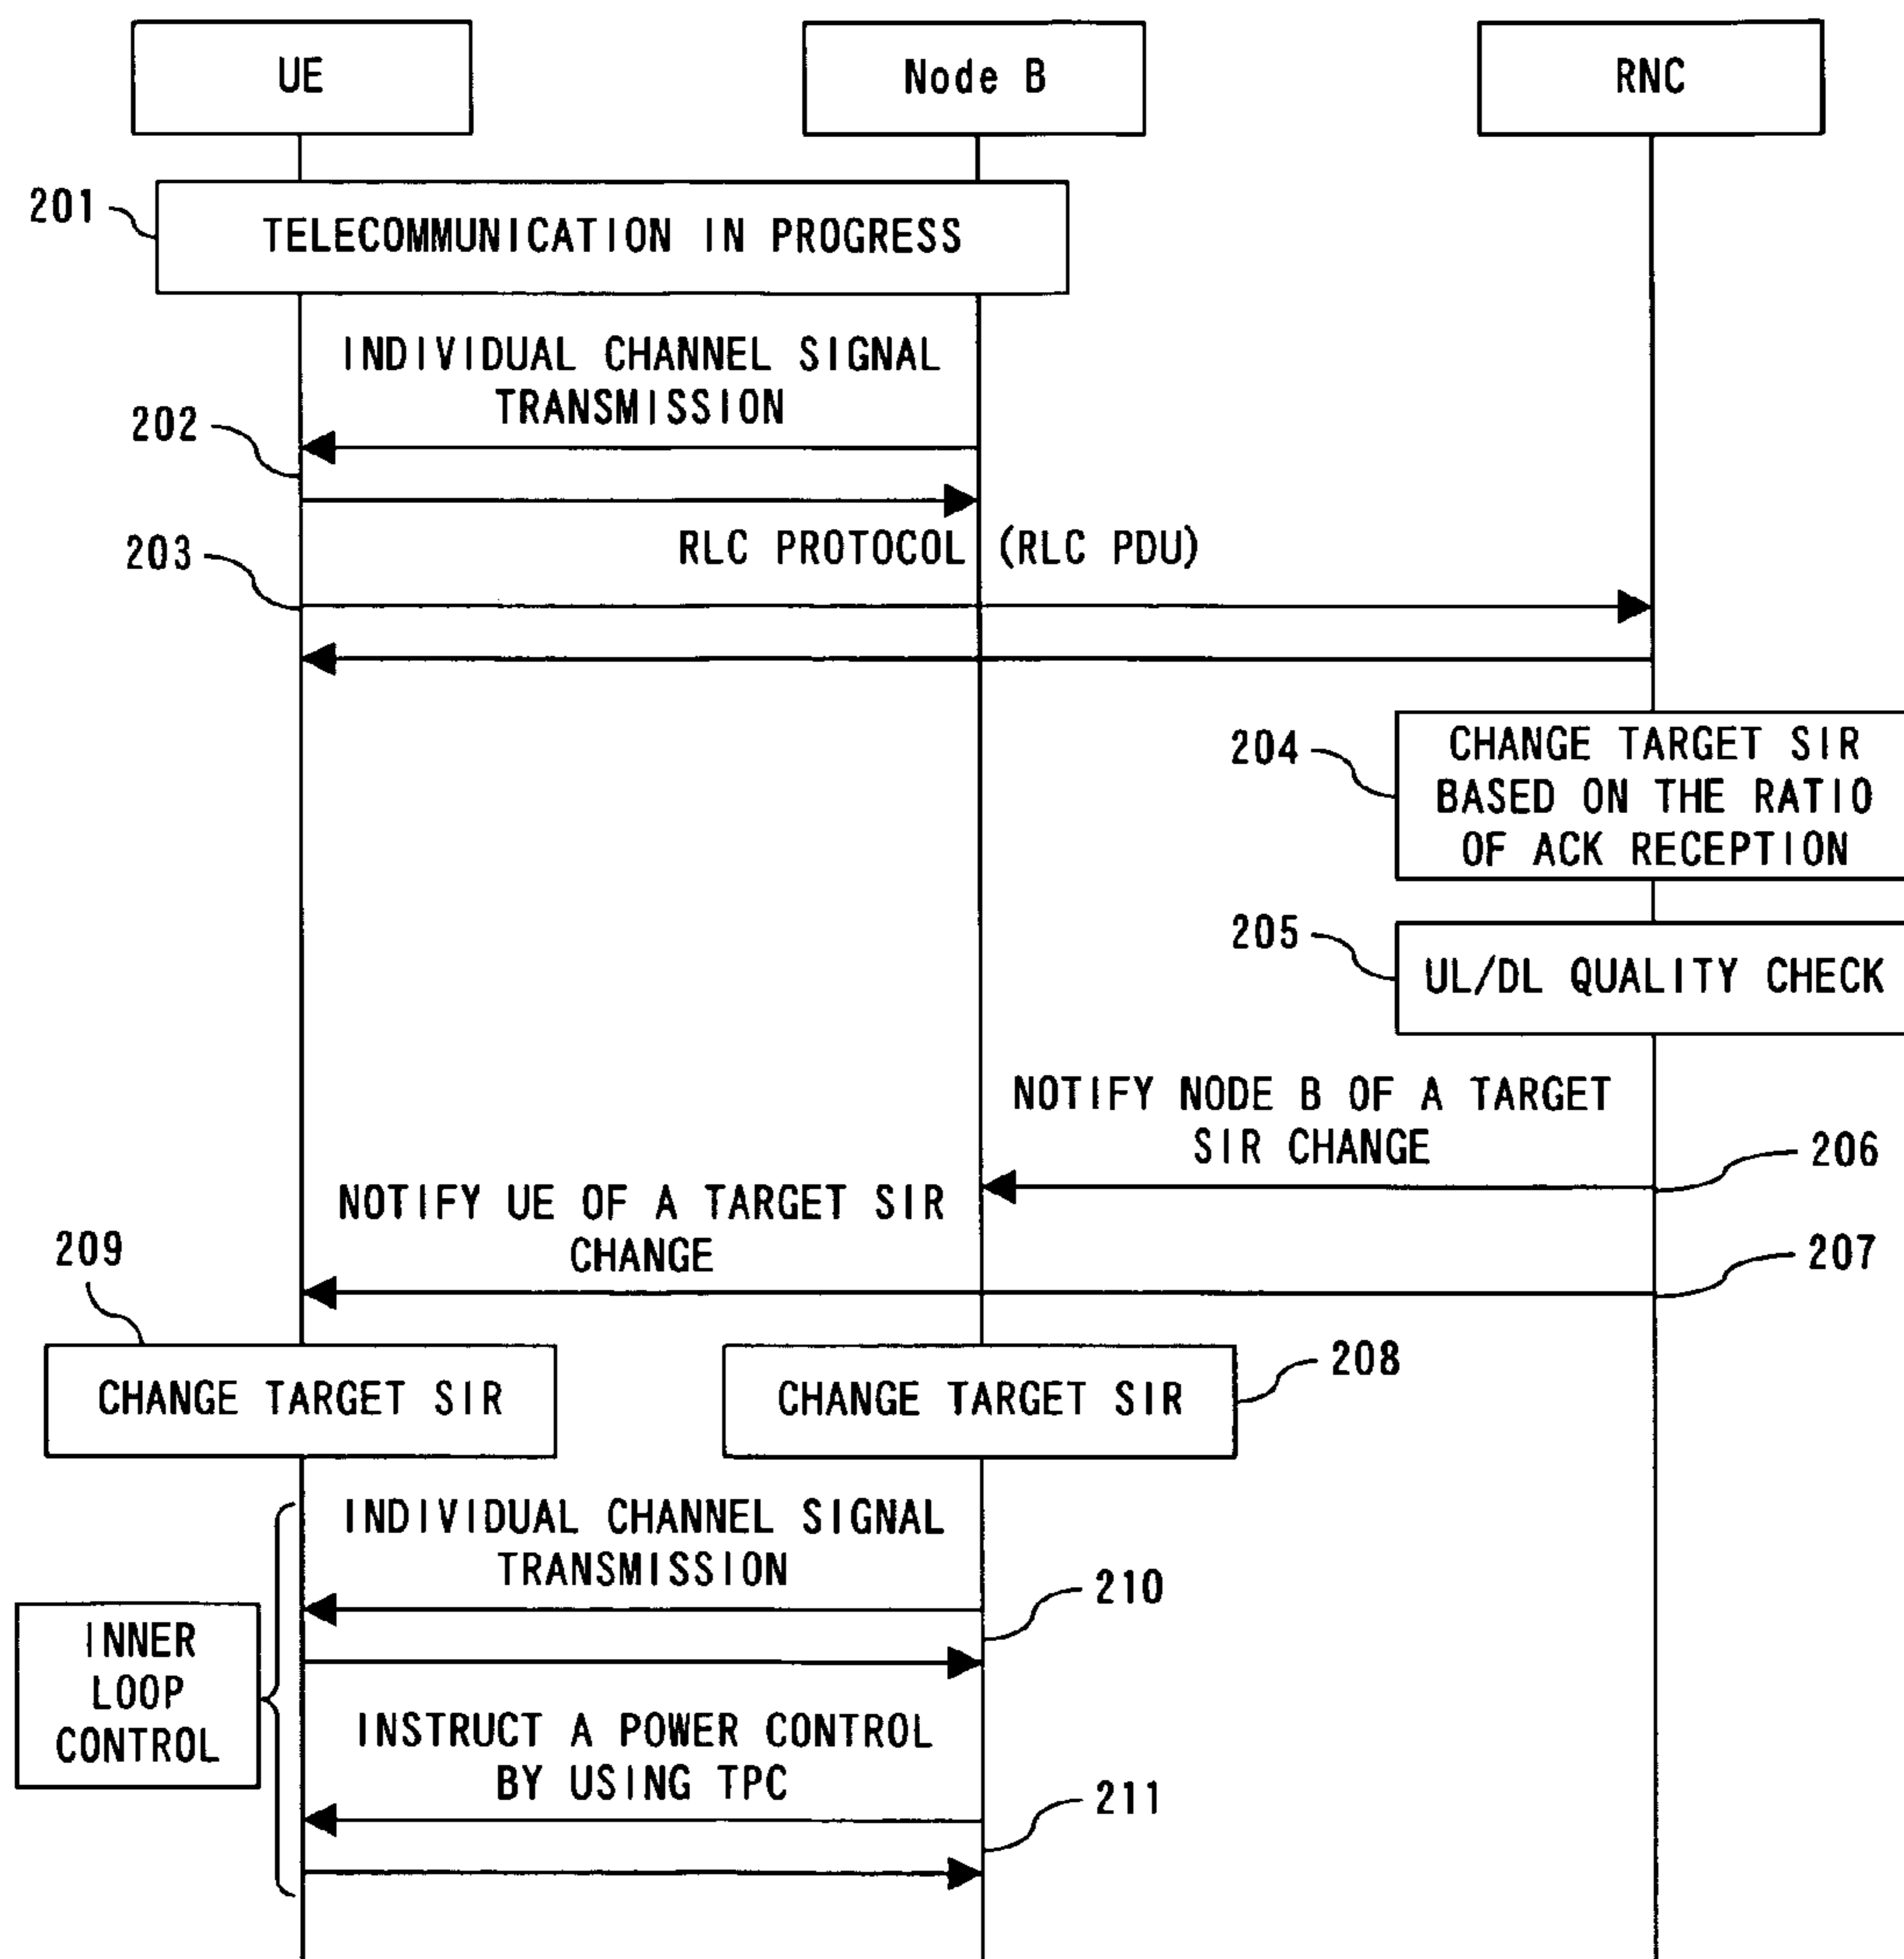 UE
Node B
RNC
201
TELECOMMUNICATION IN PROGRESS
INDIVIDUAL CHANNEL SIGNAL
TRANSMISSION
202
RLC PROTOCOL (RLC PDU)
203
204
CHANGE TARGET SIR
BASED ON THE RATIO
OF ACK RECEPTION
205
UL/DL QUALITY CHECK
NOTIFY NODE B OF A TARGET
SIR CHANGE
206
NOTIFY UE OF A TARGET SIR
CHANGE
207
209
CHANGE TARGET SIR
CHANGE TARGET SIR
208
INDIVIDUAL CHANNEL SIGNAL
TRANSMISSION
210
INNER
LOOP
CONTROL
INSTRUCT A POWER CONTROL
BY USING TPC
211